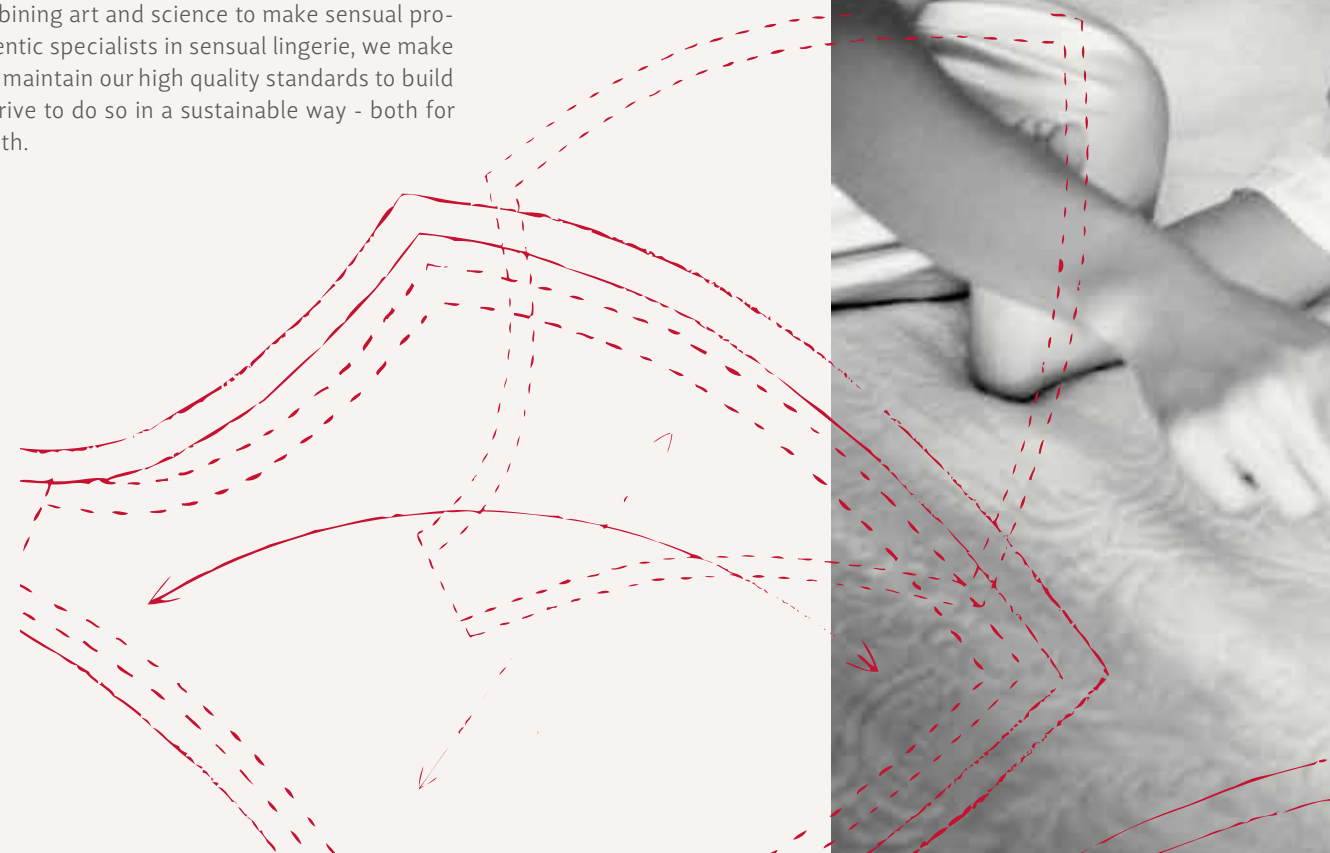 bining art and science to make sensual pro-
entic specialists in sensual lingerie, we make
maintain our high quality standards to build
rive to do so in a sustainable way - both for
th.